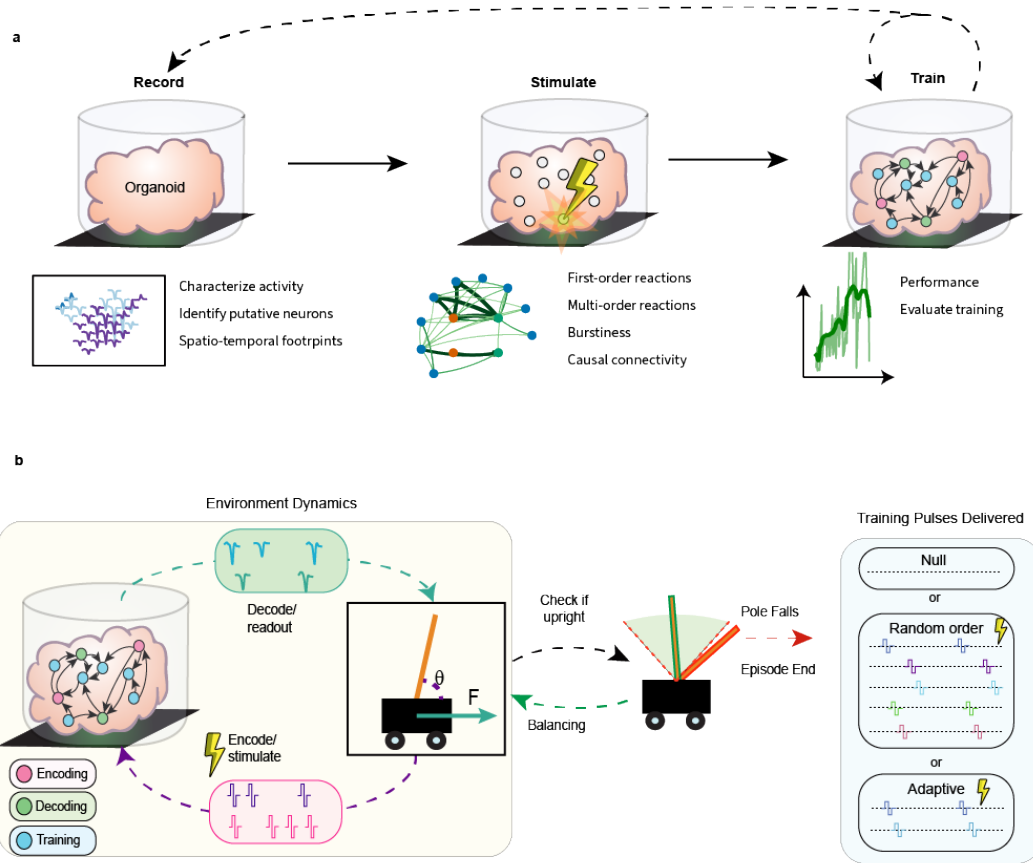 a
Record
Stimulate
Train
Organoid
Characterize activity
Identify putative neurons
Spatio-temporal footrpints
First-order reactions
Multi-order reactions
Burstiness
Causal connectivity
Performance
Evaluate training
b
Environment Dynamics
Decode/
readout
θ
F
Encode/
stimulate
Encoding
Decoding
Training
Check if
upright
Balancing
Pole Falls
Episode End
Training Pulses Delivered
Null
or
Random order
or
Adaptive